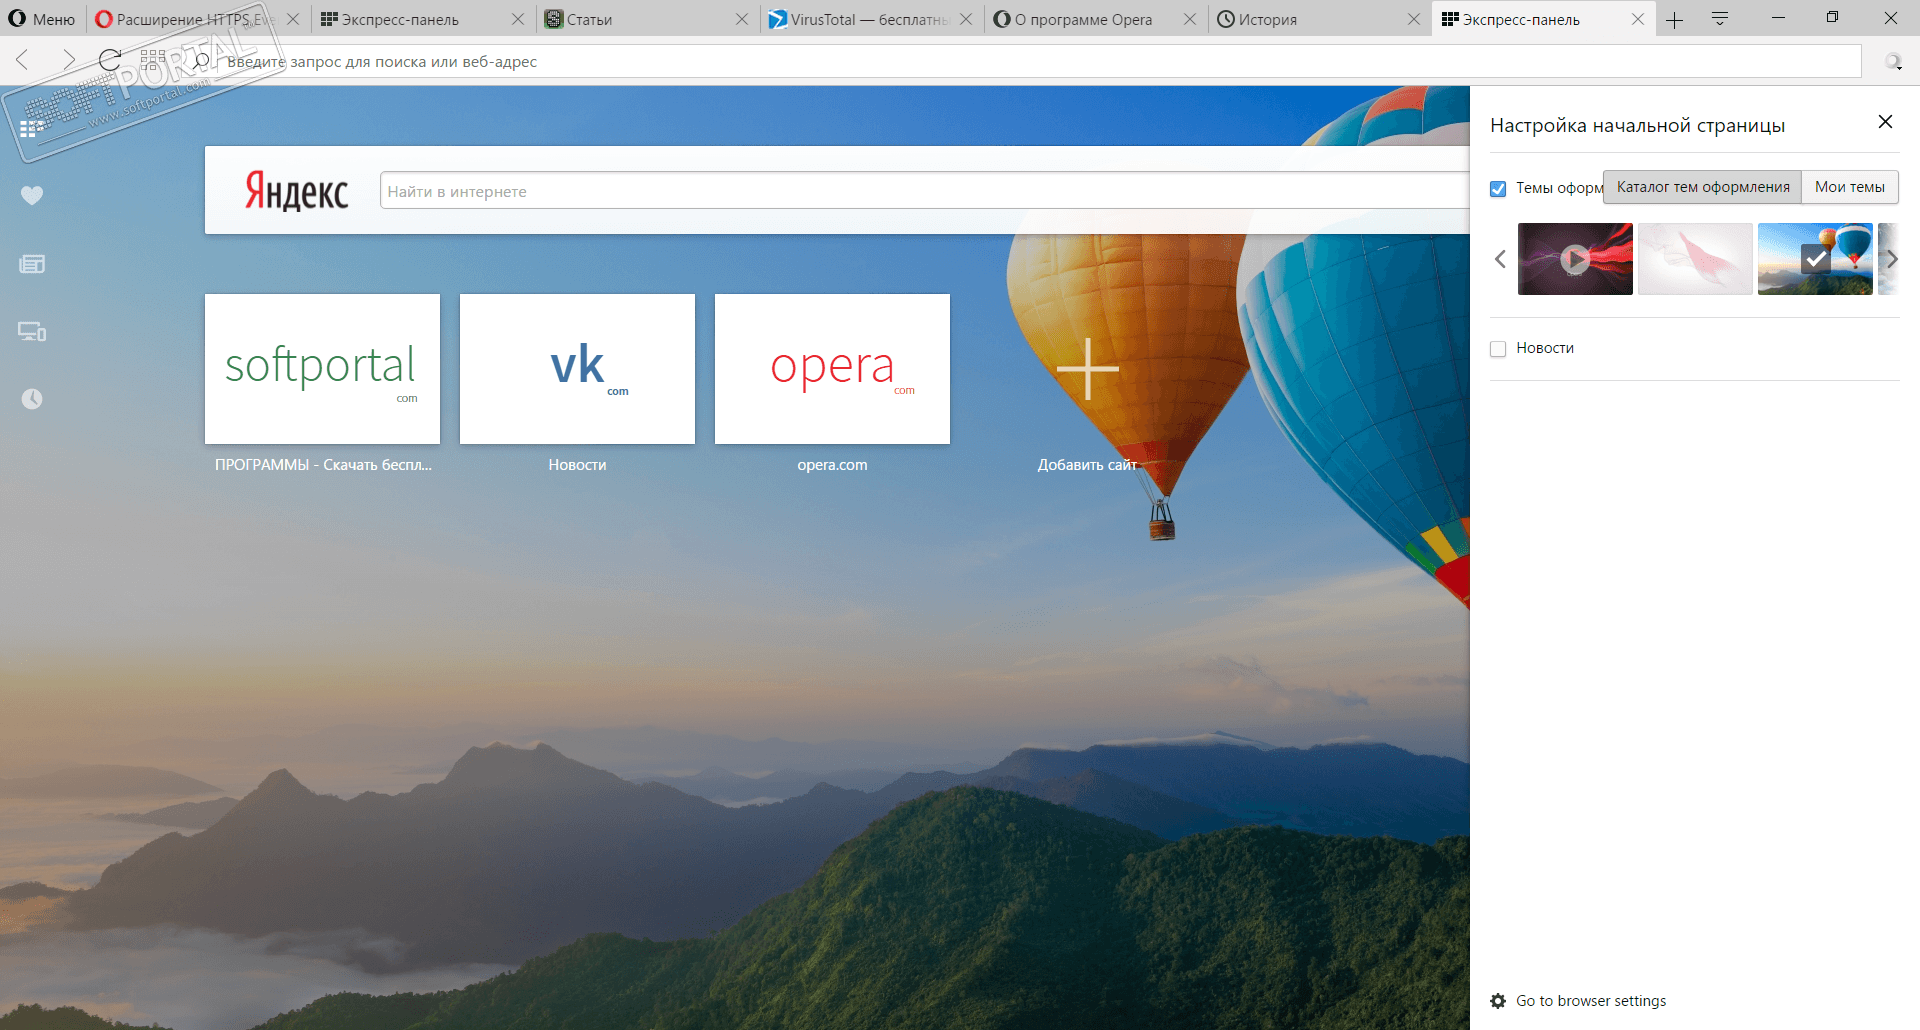 Меню
Расширение HTTPS Eve
Экспресс-панель
Статьи
VirusTotal — бесплатны
О программе Opera
История
Экспресс-панель
Введите запрос для поиска или веб-адрес
SOFTPORTAL
www.softportal.com
Настройка начальной страницы
Яндекс
Найти в интернете
Темы оформ
Каталог тем оформления
Мои темы
Новости
softportal
com
vk
com
opera
com
ПРОГРАММЫ - Скачать беспл...
Новости
opera.com
Добавить сайт
Go to browser settings